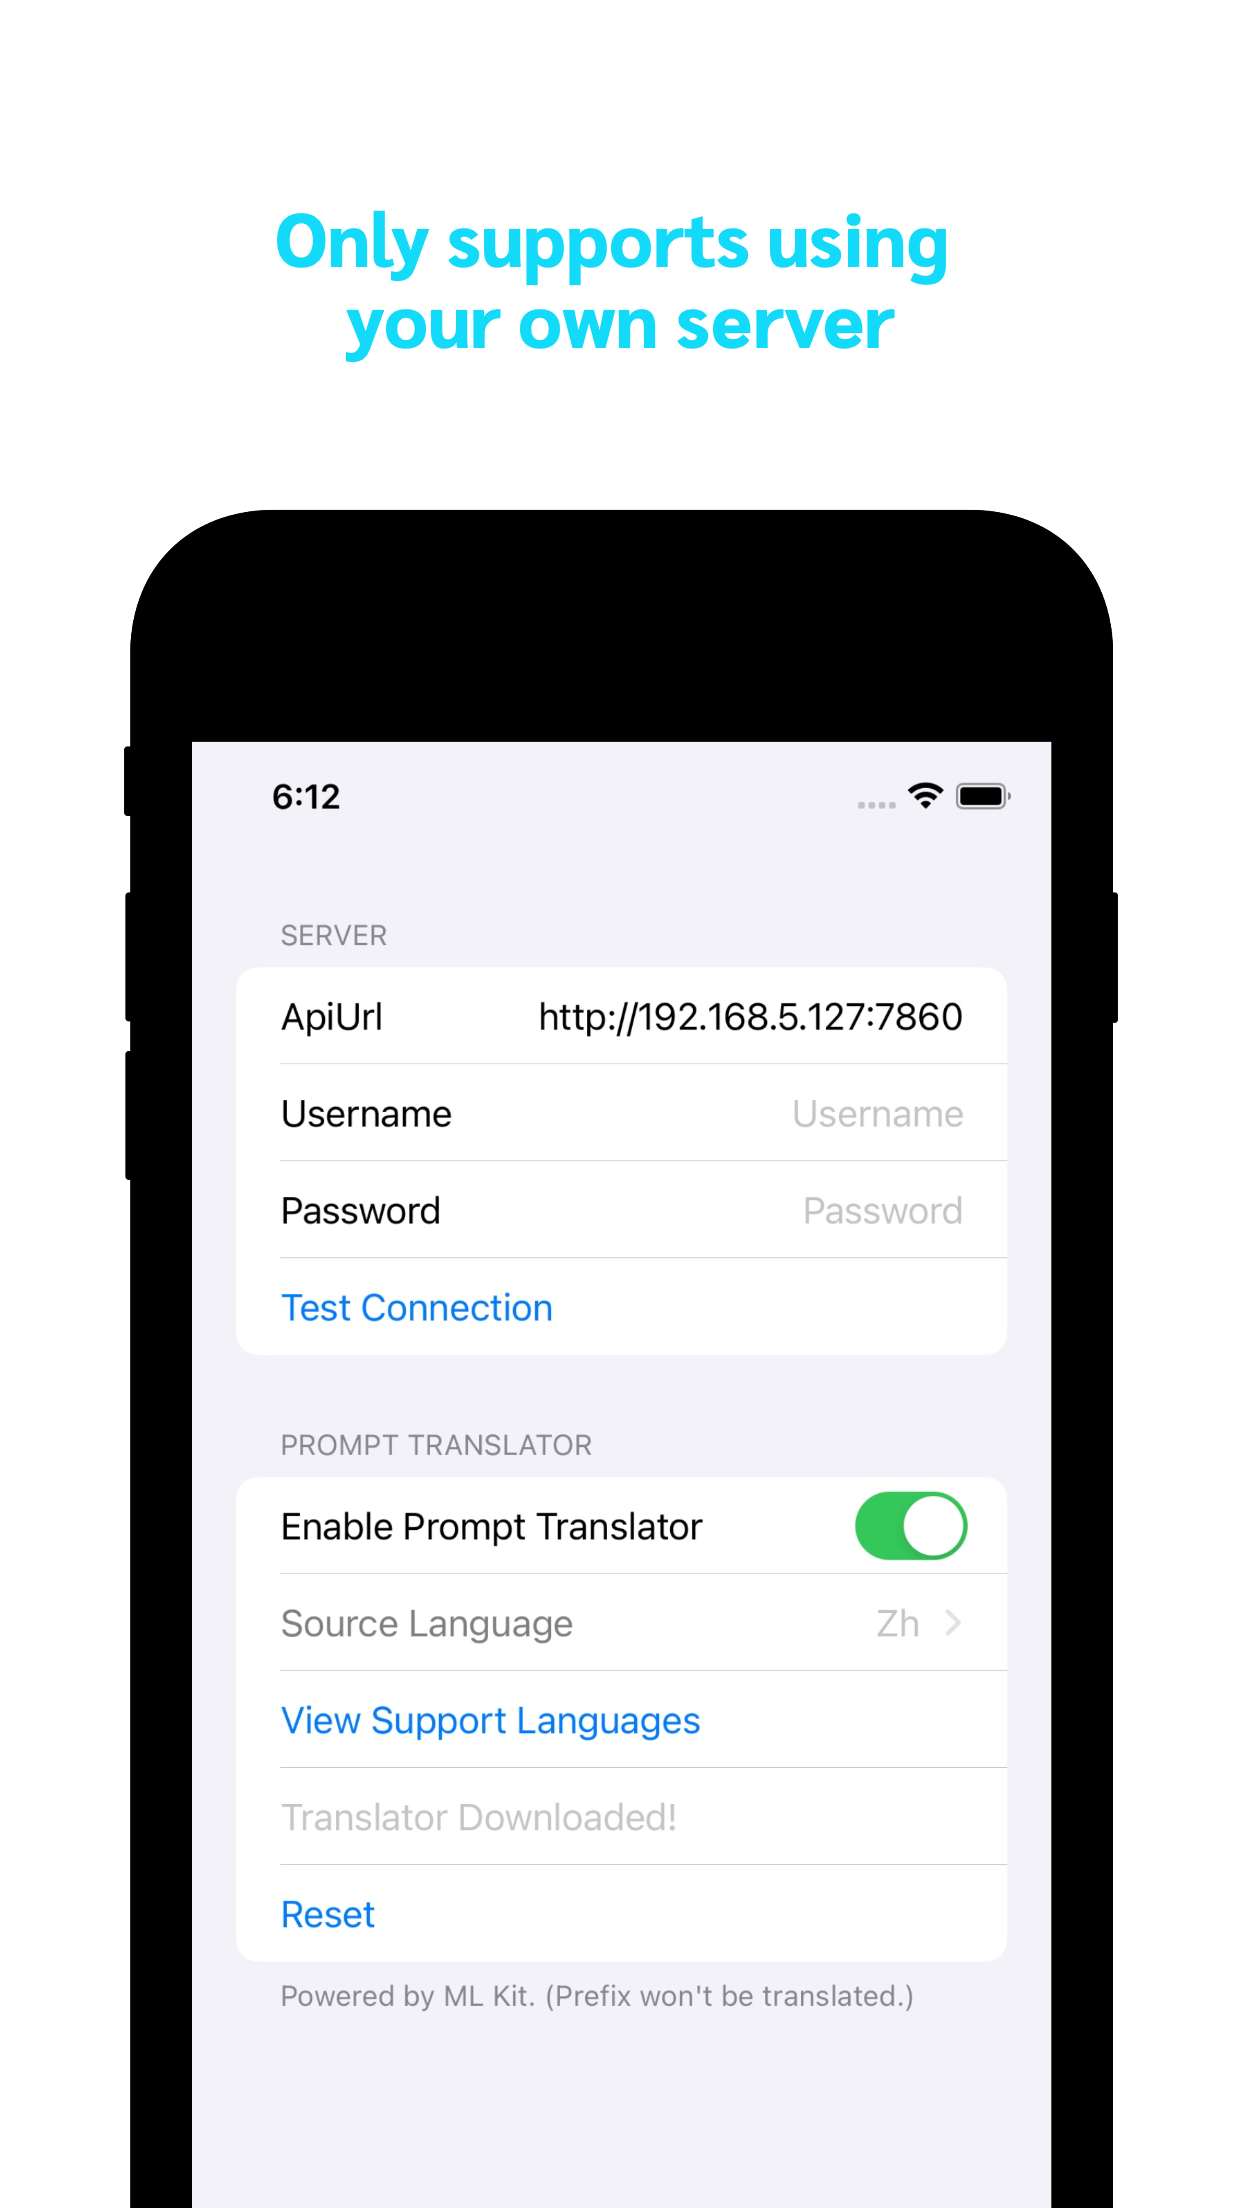 Only supports using
your own server
6:12
SERVER
ApiUrl http://192.168.5.127:7860
Username Username
Password Password
Test Connection
PROMPT TRANSLATOR
Enable Prompt Translator
Source Language Zh
View Support Languages
Translator Downloaded!
Reset
Powered by ML Kit. (Prefix won't be translated.)